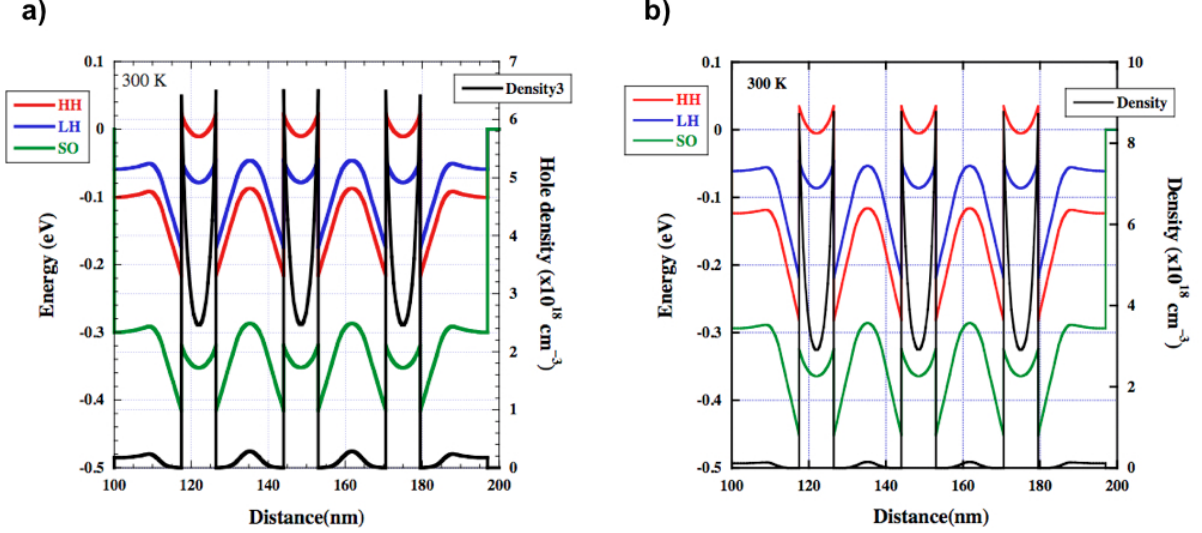 a)
0.1
0
-0.1
-0.2
-0.3
-0.4
-0.5
Energy (eV)
300 K
HH
LH
SO
Density3
7
6
5
4
3
2
1
0
Hole density (x10^18 cm^-3)
100 120 140 160 180 200
Distance(nm)
b)
0.1
0
-0.1
-0.2
-0.3
-0.4
-0.5
Energy (eV)
300 K
HH
LH
SO
Density
10
8
6
4
2
0
Density (x10^18 cm^-3)
100 120 140 160 180 200
Distance(nm)